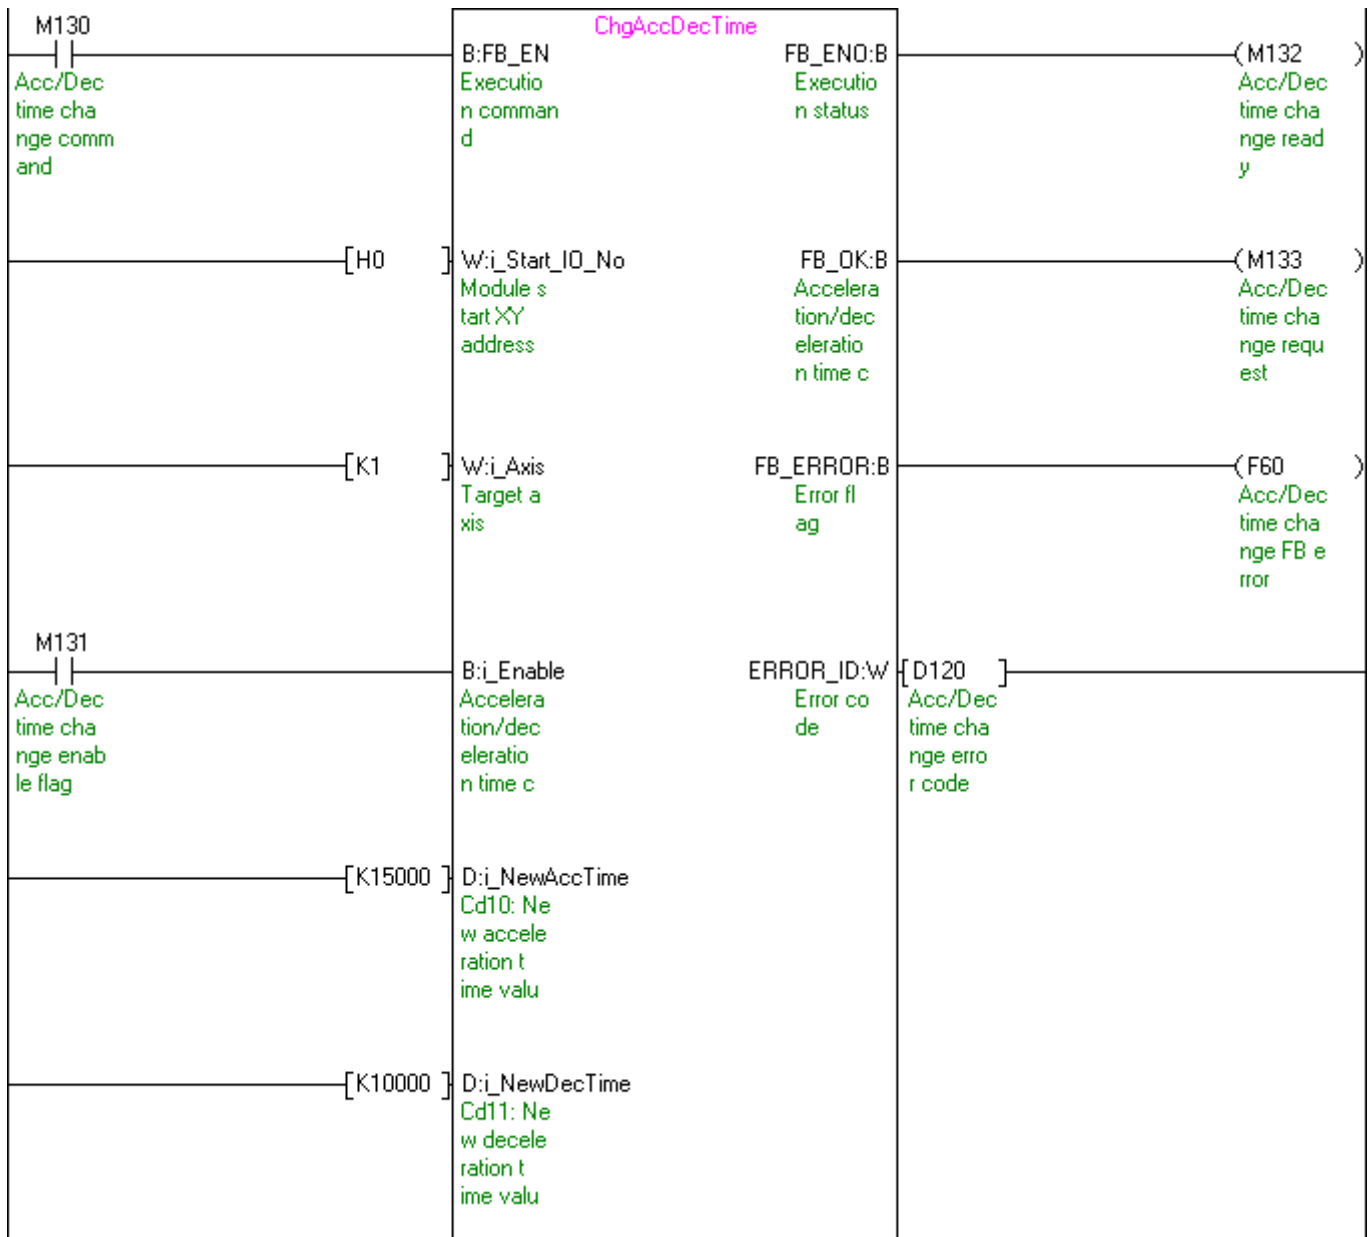 M130
ChgAccDecTime
B:FB_EN
FB_ENO:B
(M132 )
Acc/Dec
time cha
nge comm
and
Executio
n comman
d
Executio
n status
Acc/Dec
time cha
nge read
y
[H0 ]
W:i_Start_IO_No
FB_OK:B
(M133 )
Module s
tart XY
address
Accelera
tion/dec
eleratio
n time c
Acc/Dec
time cha
nge requ
est
[K1 ]
W:i_Axis
FB_ERROR:B
(F60 )
Target a
xis
Error fl
ag
Acc/Dec
time cha
nge FB e
rror
M131
B:i_Enable
ERROR_ID:W
[D120 ]
Acc/Dec
time cha
nge enab
le flag
Accelera
tion/dec
eleratio
n time c
Error co
de
Acc/Dec
time cha
nge erro
r code
[K15000 ]
D:i_NewAccTime
Cd10: Ne
w accele
ration t
ime valu
[K10000 ]
D:i_NewDecTime
Cd11: Ne
w decele
ration t
ime valu